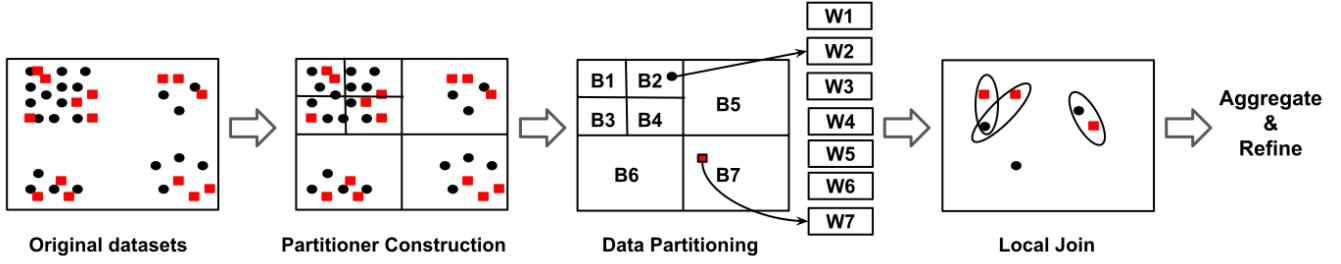 W1
W2
W3
W4
W5
W6
W7
B1
B2
B3
B4
B5
B6
B7
Aggregate
&
Refine
Original datasets
Partitioner Construction
Data Partitioning
Local Join